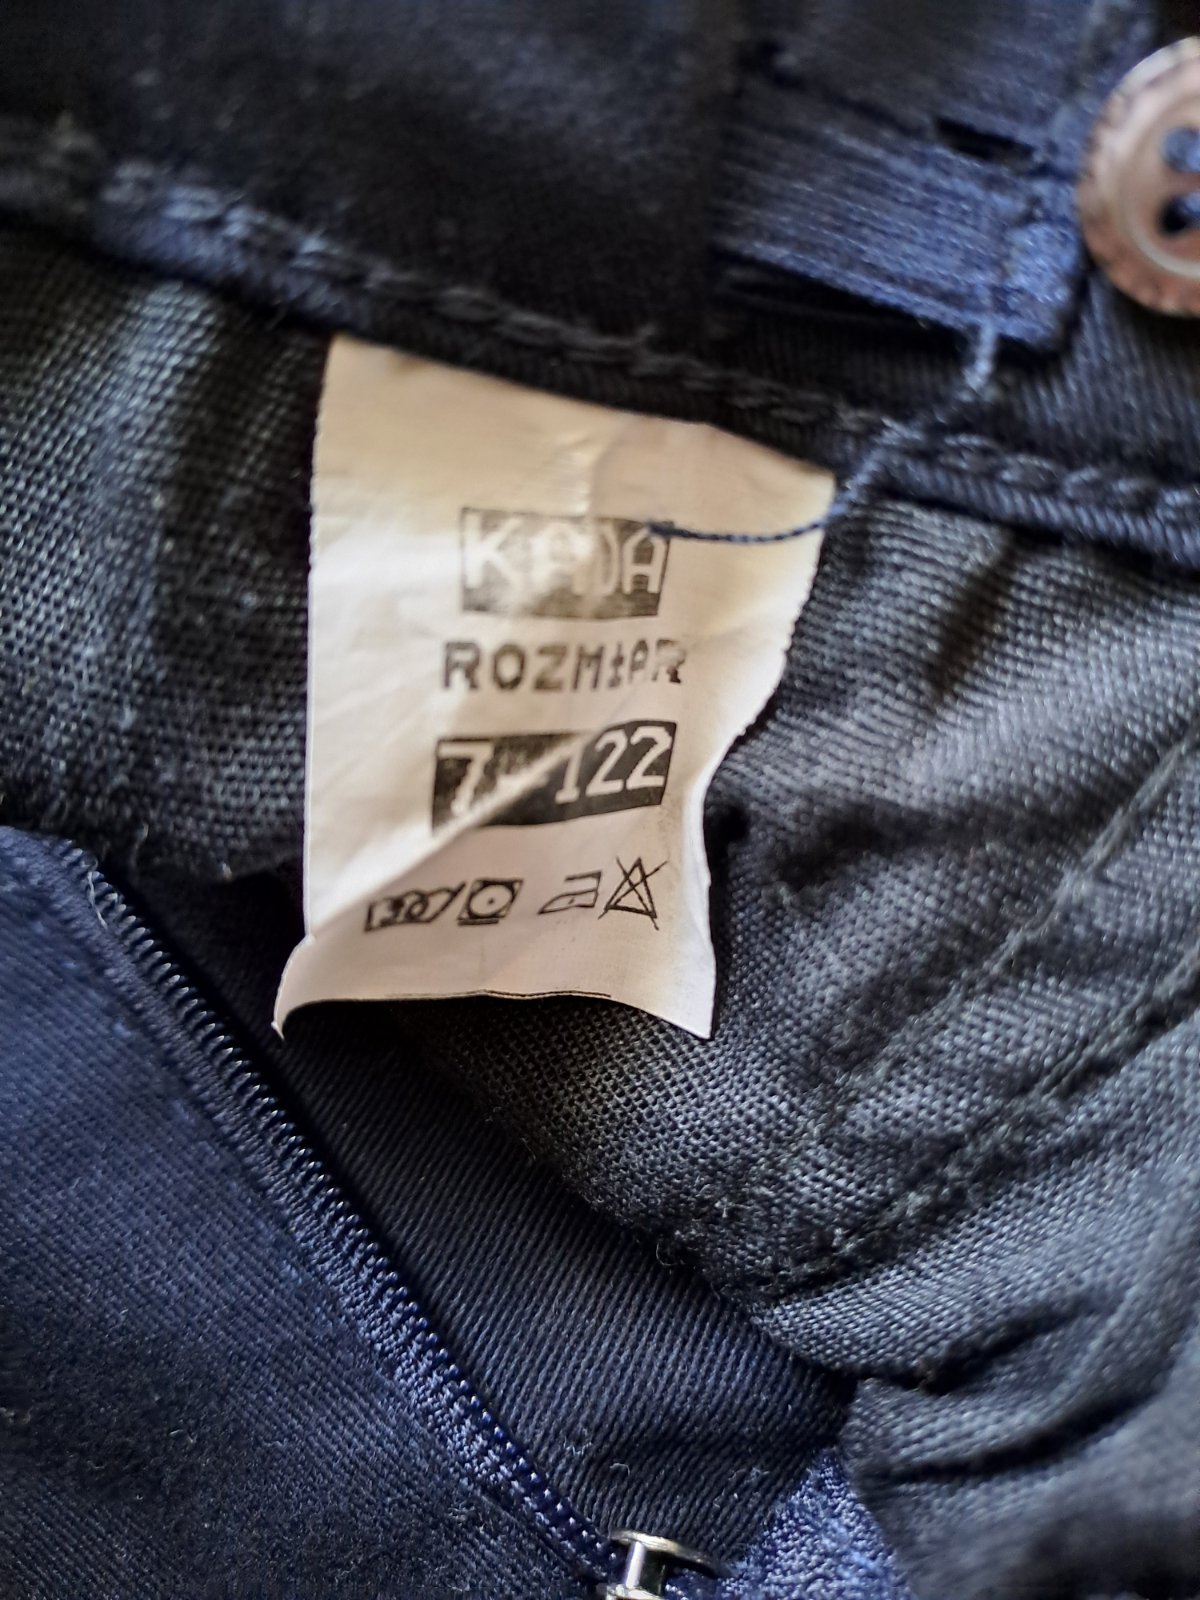 KAJA
ROZMIAR
7 - 122